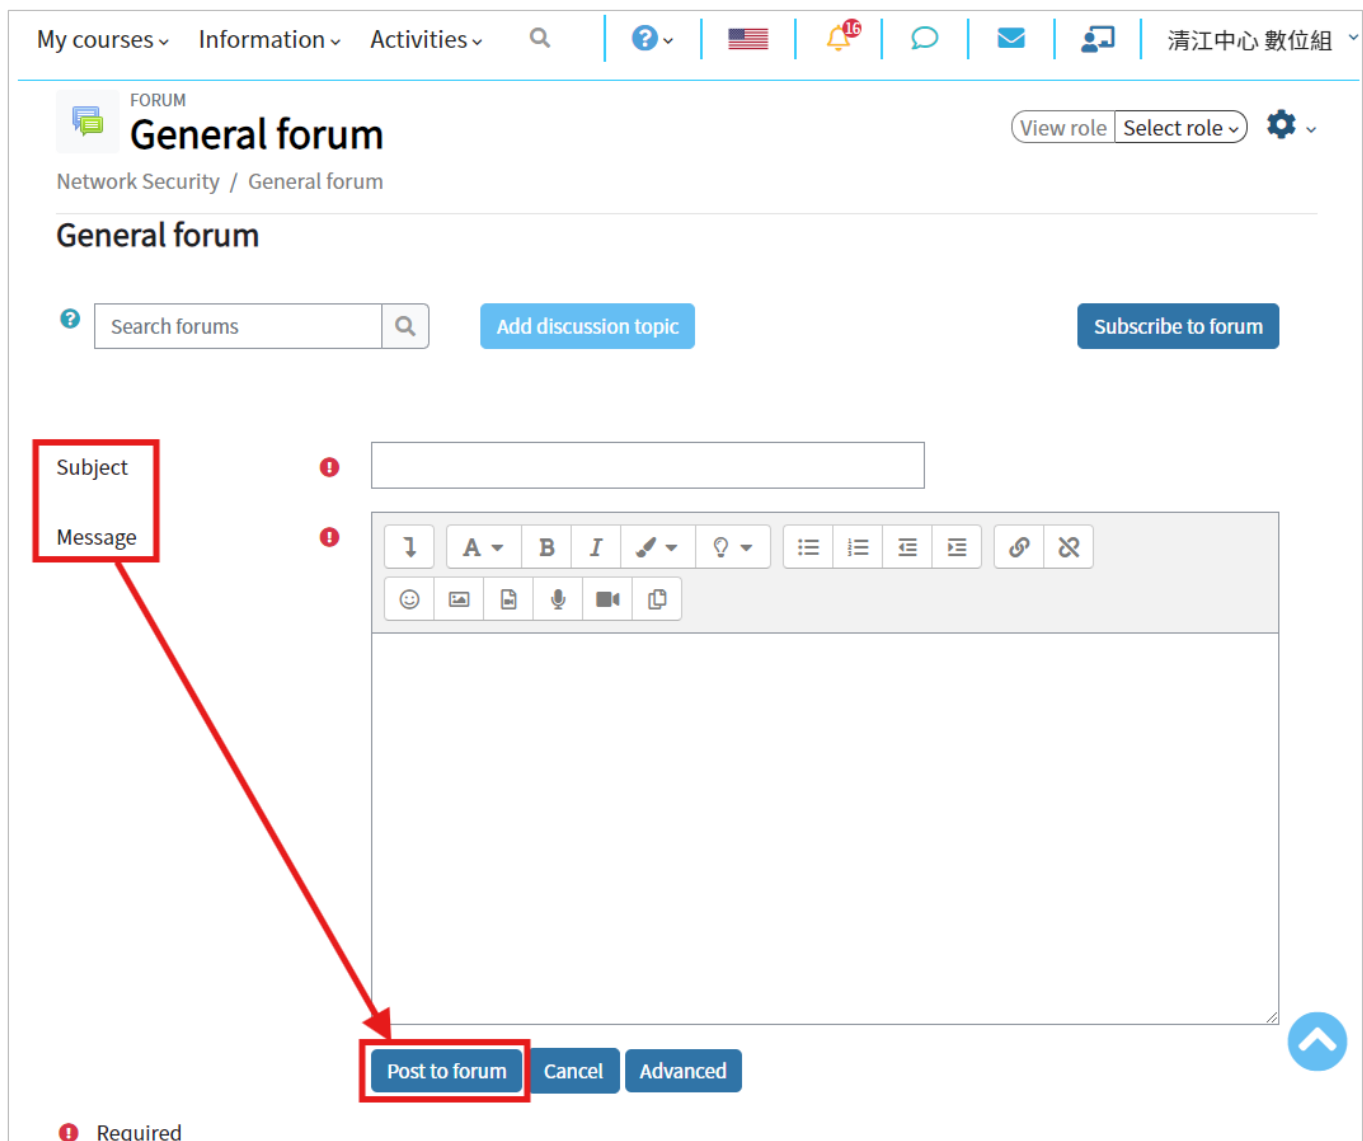 My courses Information Activities 16 清江中心 數位組
FORUM
General forum
View role Select role
Network Security / General forum
General forum
Search forums Add discussion topic Subscribe to forum
Subject
Message
A B I
Post to forum Cancel Advanced
Required